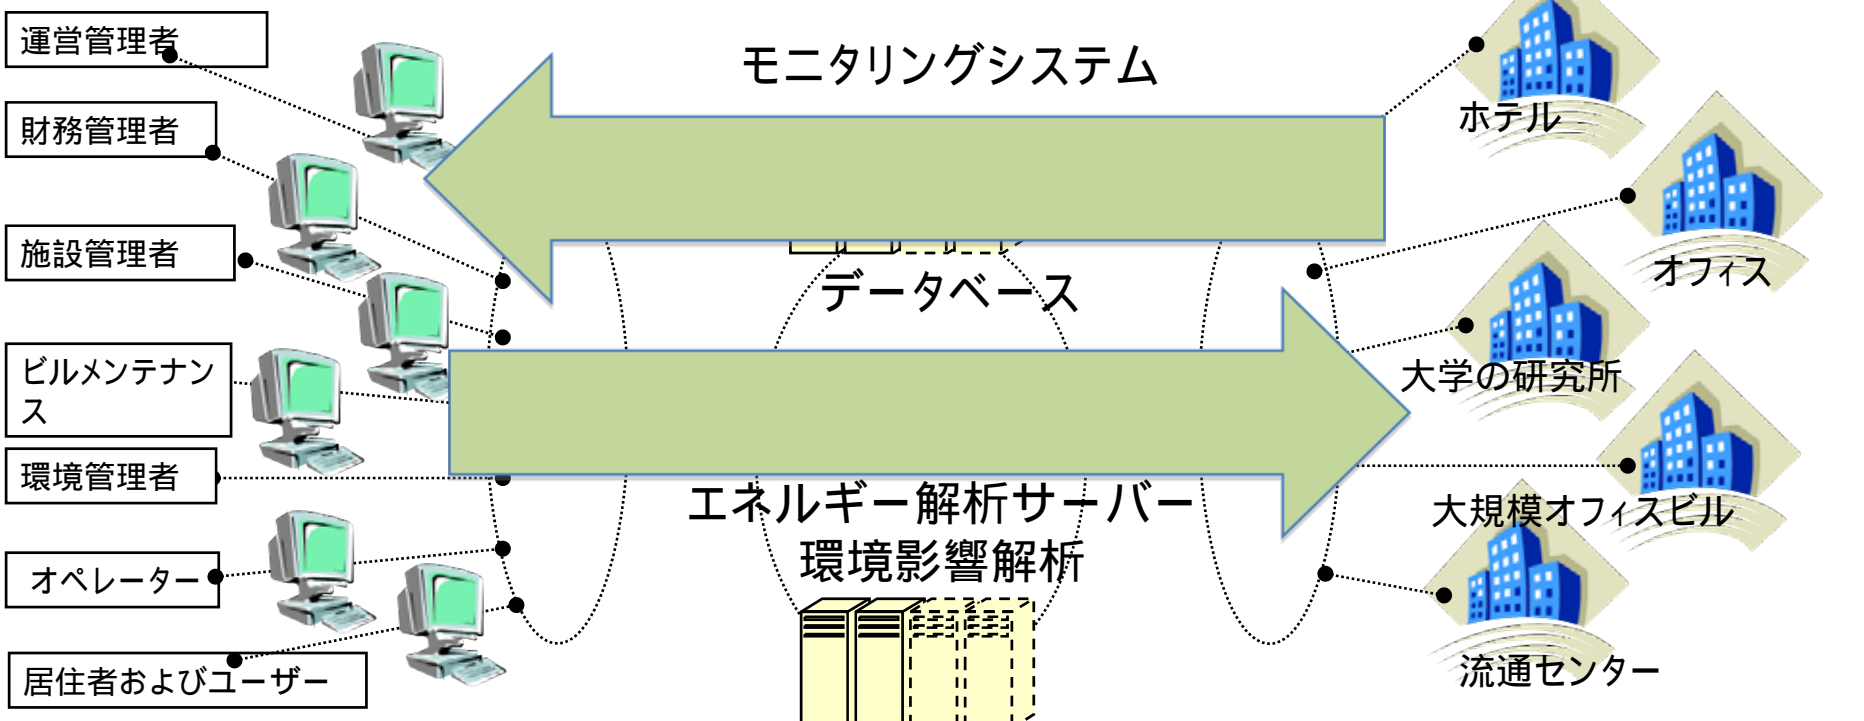 運営管理者
財務管理者
施設管理者
ビルメンテナン
ス
環境管理者
オペレーター
居住者およびユーザー
モニタリングシステム
データベース
エネルギー解析サーバー
環境影響解析
ホテル
オフィス
大学の研究所
大規模オフィスビル
流通センター